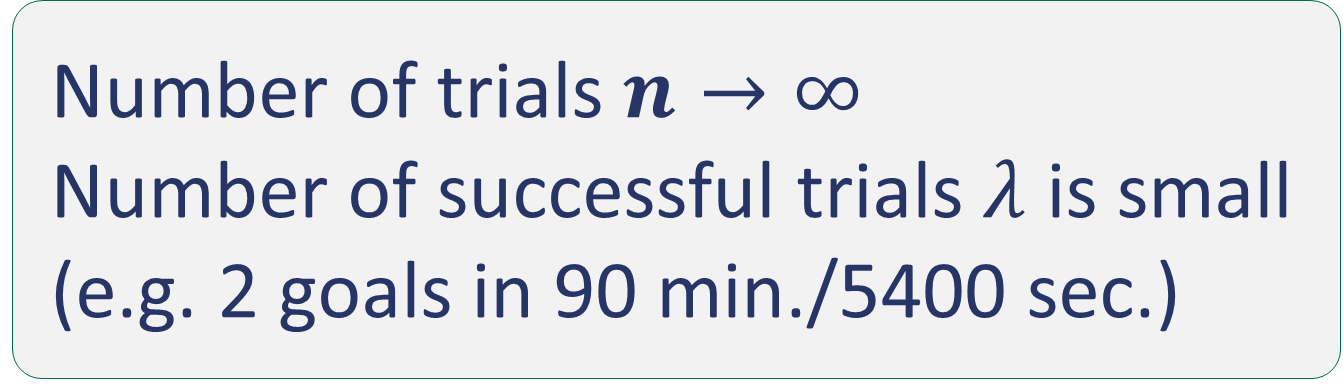 Number of trials 𝒏 → ∞
Number of successful trials 𝜆 is small
(e.g. 2 goals in 90 min./5400 sec.)